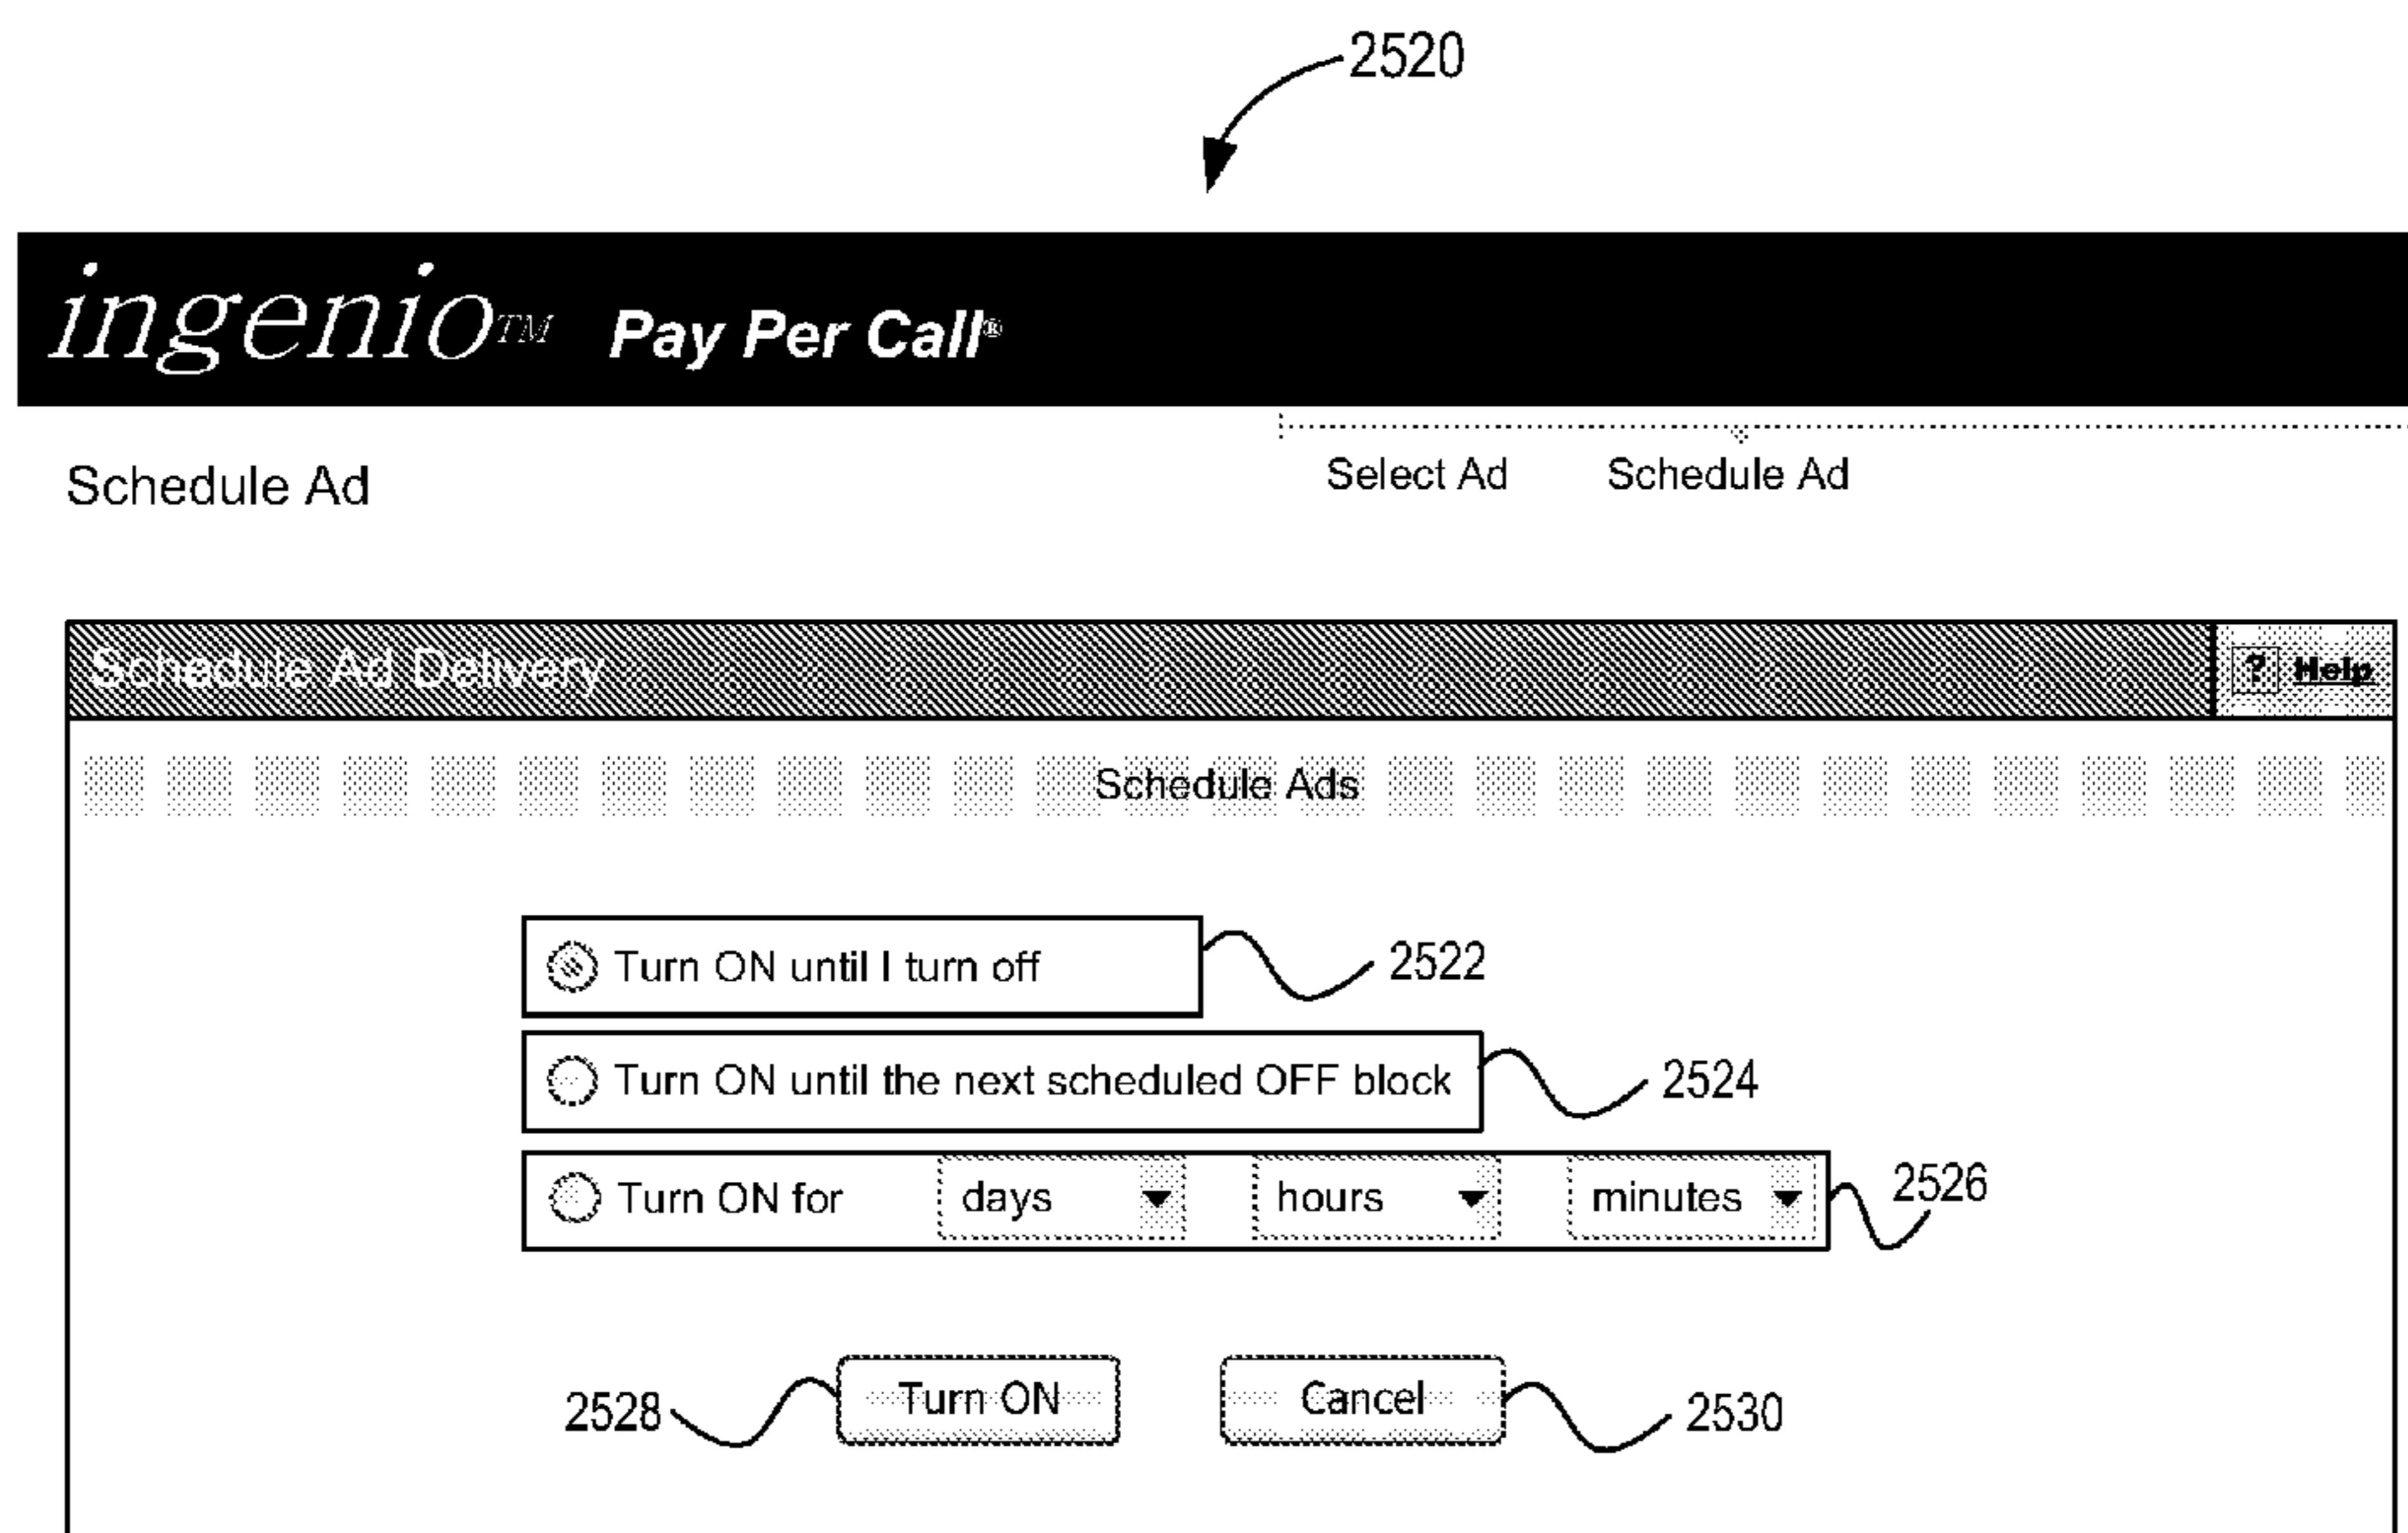 2520
ingenio™ Pay Per Call®
Schedule Ad
Select Ad Schedule Ad
Schedule Ad Delivery
? Help
Schedule Ads
Turn ON until I turn off 2522
Turn ON until the next scheduled OFF block 2524
Turn ON for days hours minutes 2526
2528 Turn ON Cancel 2530